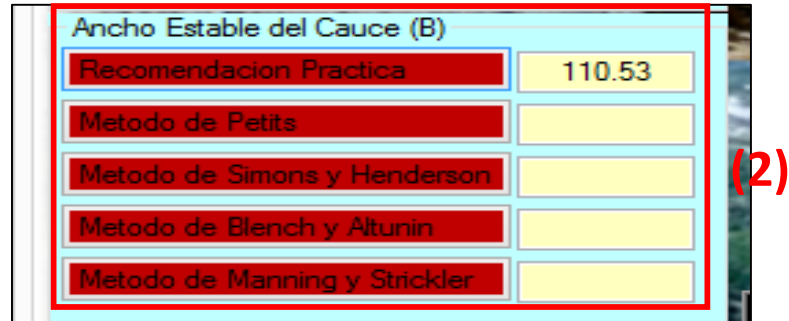 Ancho Estable del Cauce (B)
Recomendacion Practica 110.53
Metodo de Petits
Metodo de Simons y Henderson
(2)
Metodo de Blench y Altunin
Metodo de Manning y Strickler